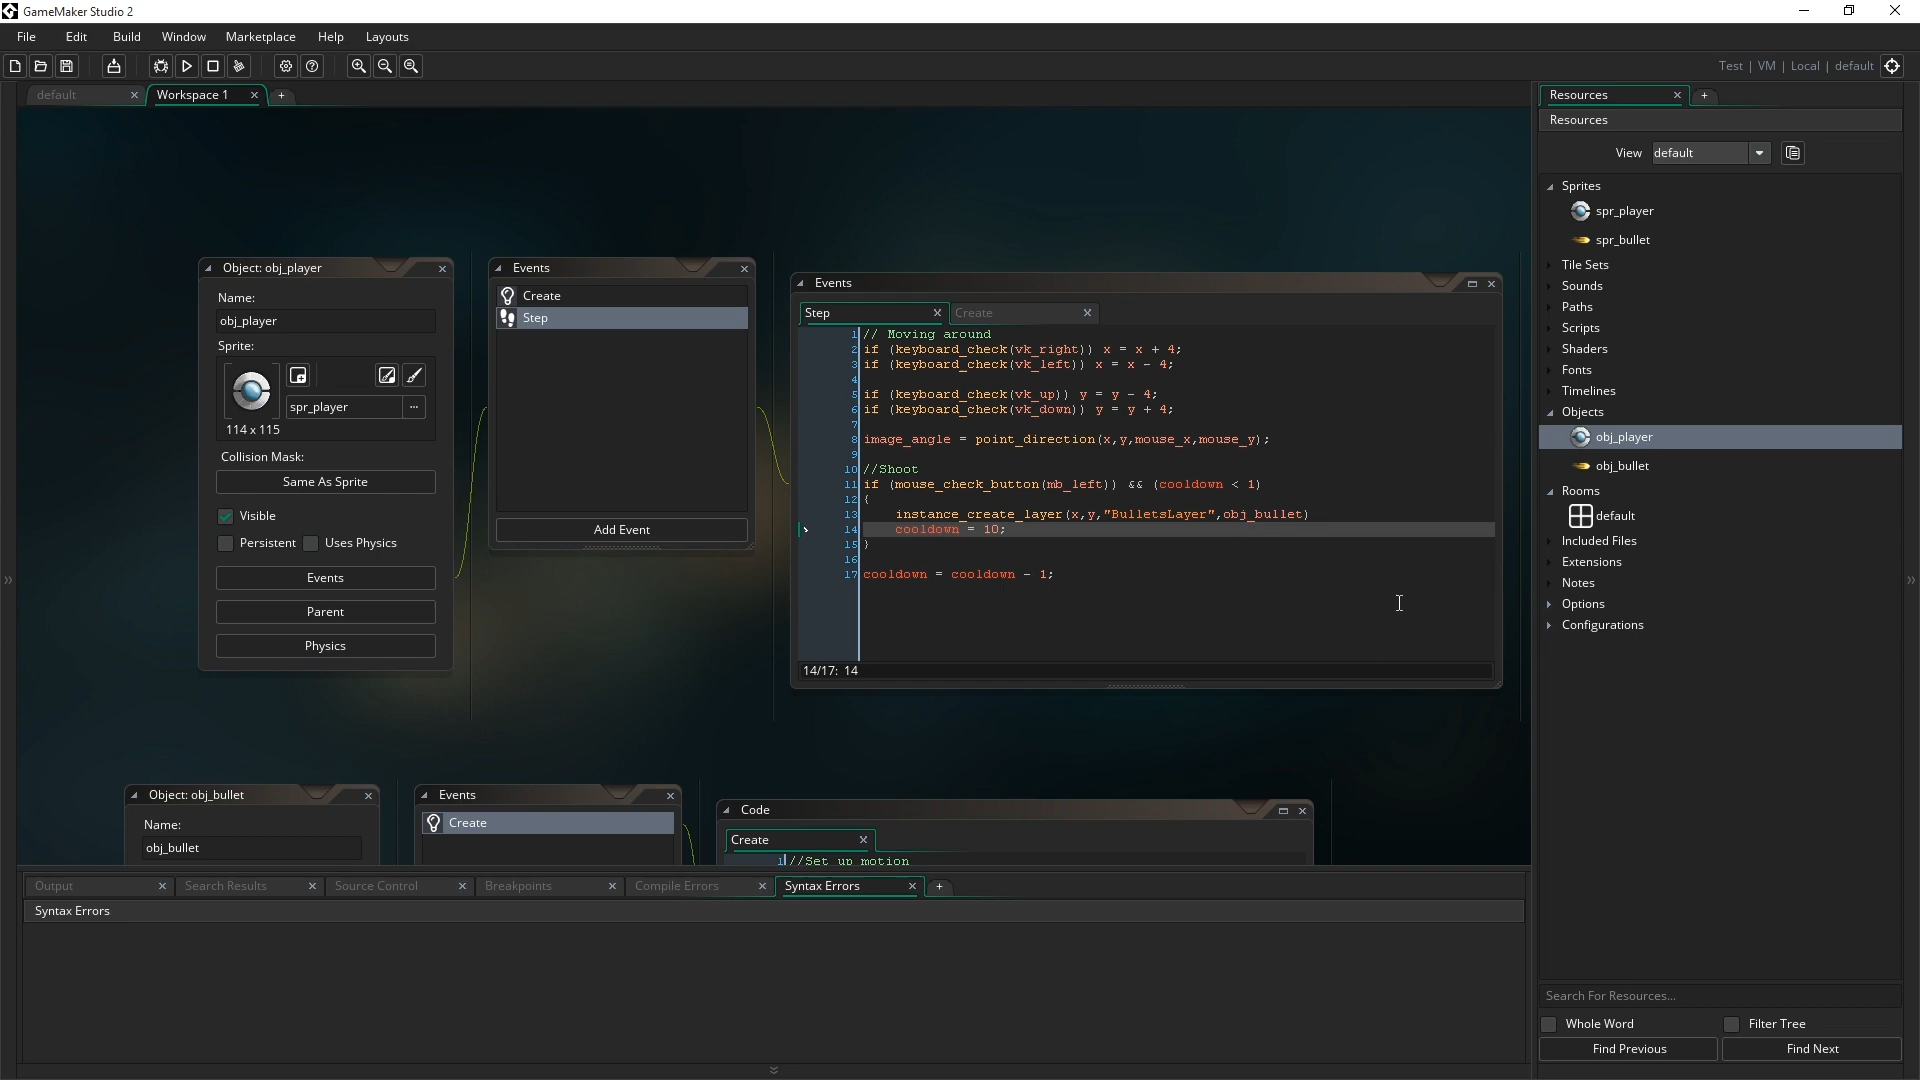 GameMaker Studio 2
File Edit Build Window Marketplace Help Layouts
Test | VM | Local | default
default
Workspace 1
Object: obj_player
Name:
obj_player
Sprite:
spr_player
...
114 x 115
Collision Mask:
Same As Sprite
Visible
Persistent
Uses Physics
Events
Parent
Physics
Events
Create
Step
Add Event
Events
Step
Create
1 // Moving around
2 if (keyboard_check(vk_right)) x = x + 4;
3 if (keyboard_check(vk_left)) x = x - 4;
4
5 if (keyboard_check(vk_up)) y = y - 4;
6 if (keyboard_check(vk_down)) y = y + 4;
7
8 image_angle = point_direction(x,y,mouse_x,mouse_y);
9
10 //Shoot
11 if (mouse_check_button(mb_left)) && (cooldown < 1)
12 {
13 instance_create_layer(x,y,"BulletsLayer",obj_bullet)
14 cooldown = 10;
15 }
16
17 cooldown = cooldown - 1;
14/17: 14
Object: obj_bullet
Name:
obj_bullet
Events
Create
Code
Create
1 //Set up motion
Output
Search Results
Source Control
Breakpoints
Compile Errors
Syntax Errors
Syntax Errors
Resources
Resources
View default
Sprites
spr_player
spr_bullet
Tile Sets
Sounds
Paths
Scripts
Shaders
Fonts
Timelines
Objects
obj_player
obj_bullet
Rooms
default
Included Files
Extensions
Notes
Options
Configurations
Search For Resources...
Whole Word
Filter Tree
Find Previous
Find Next